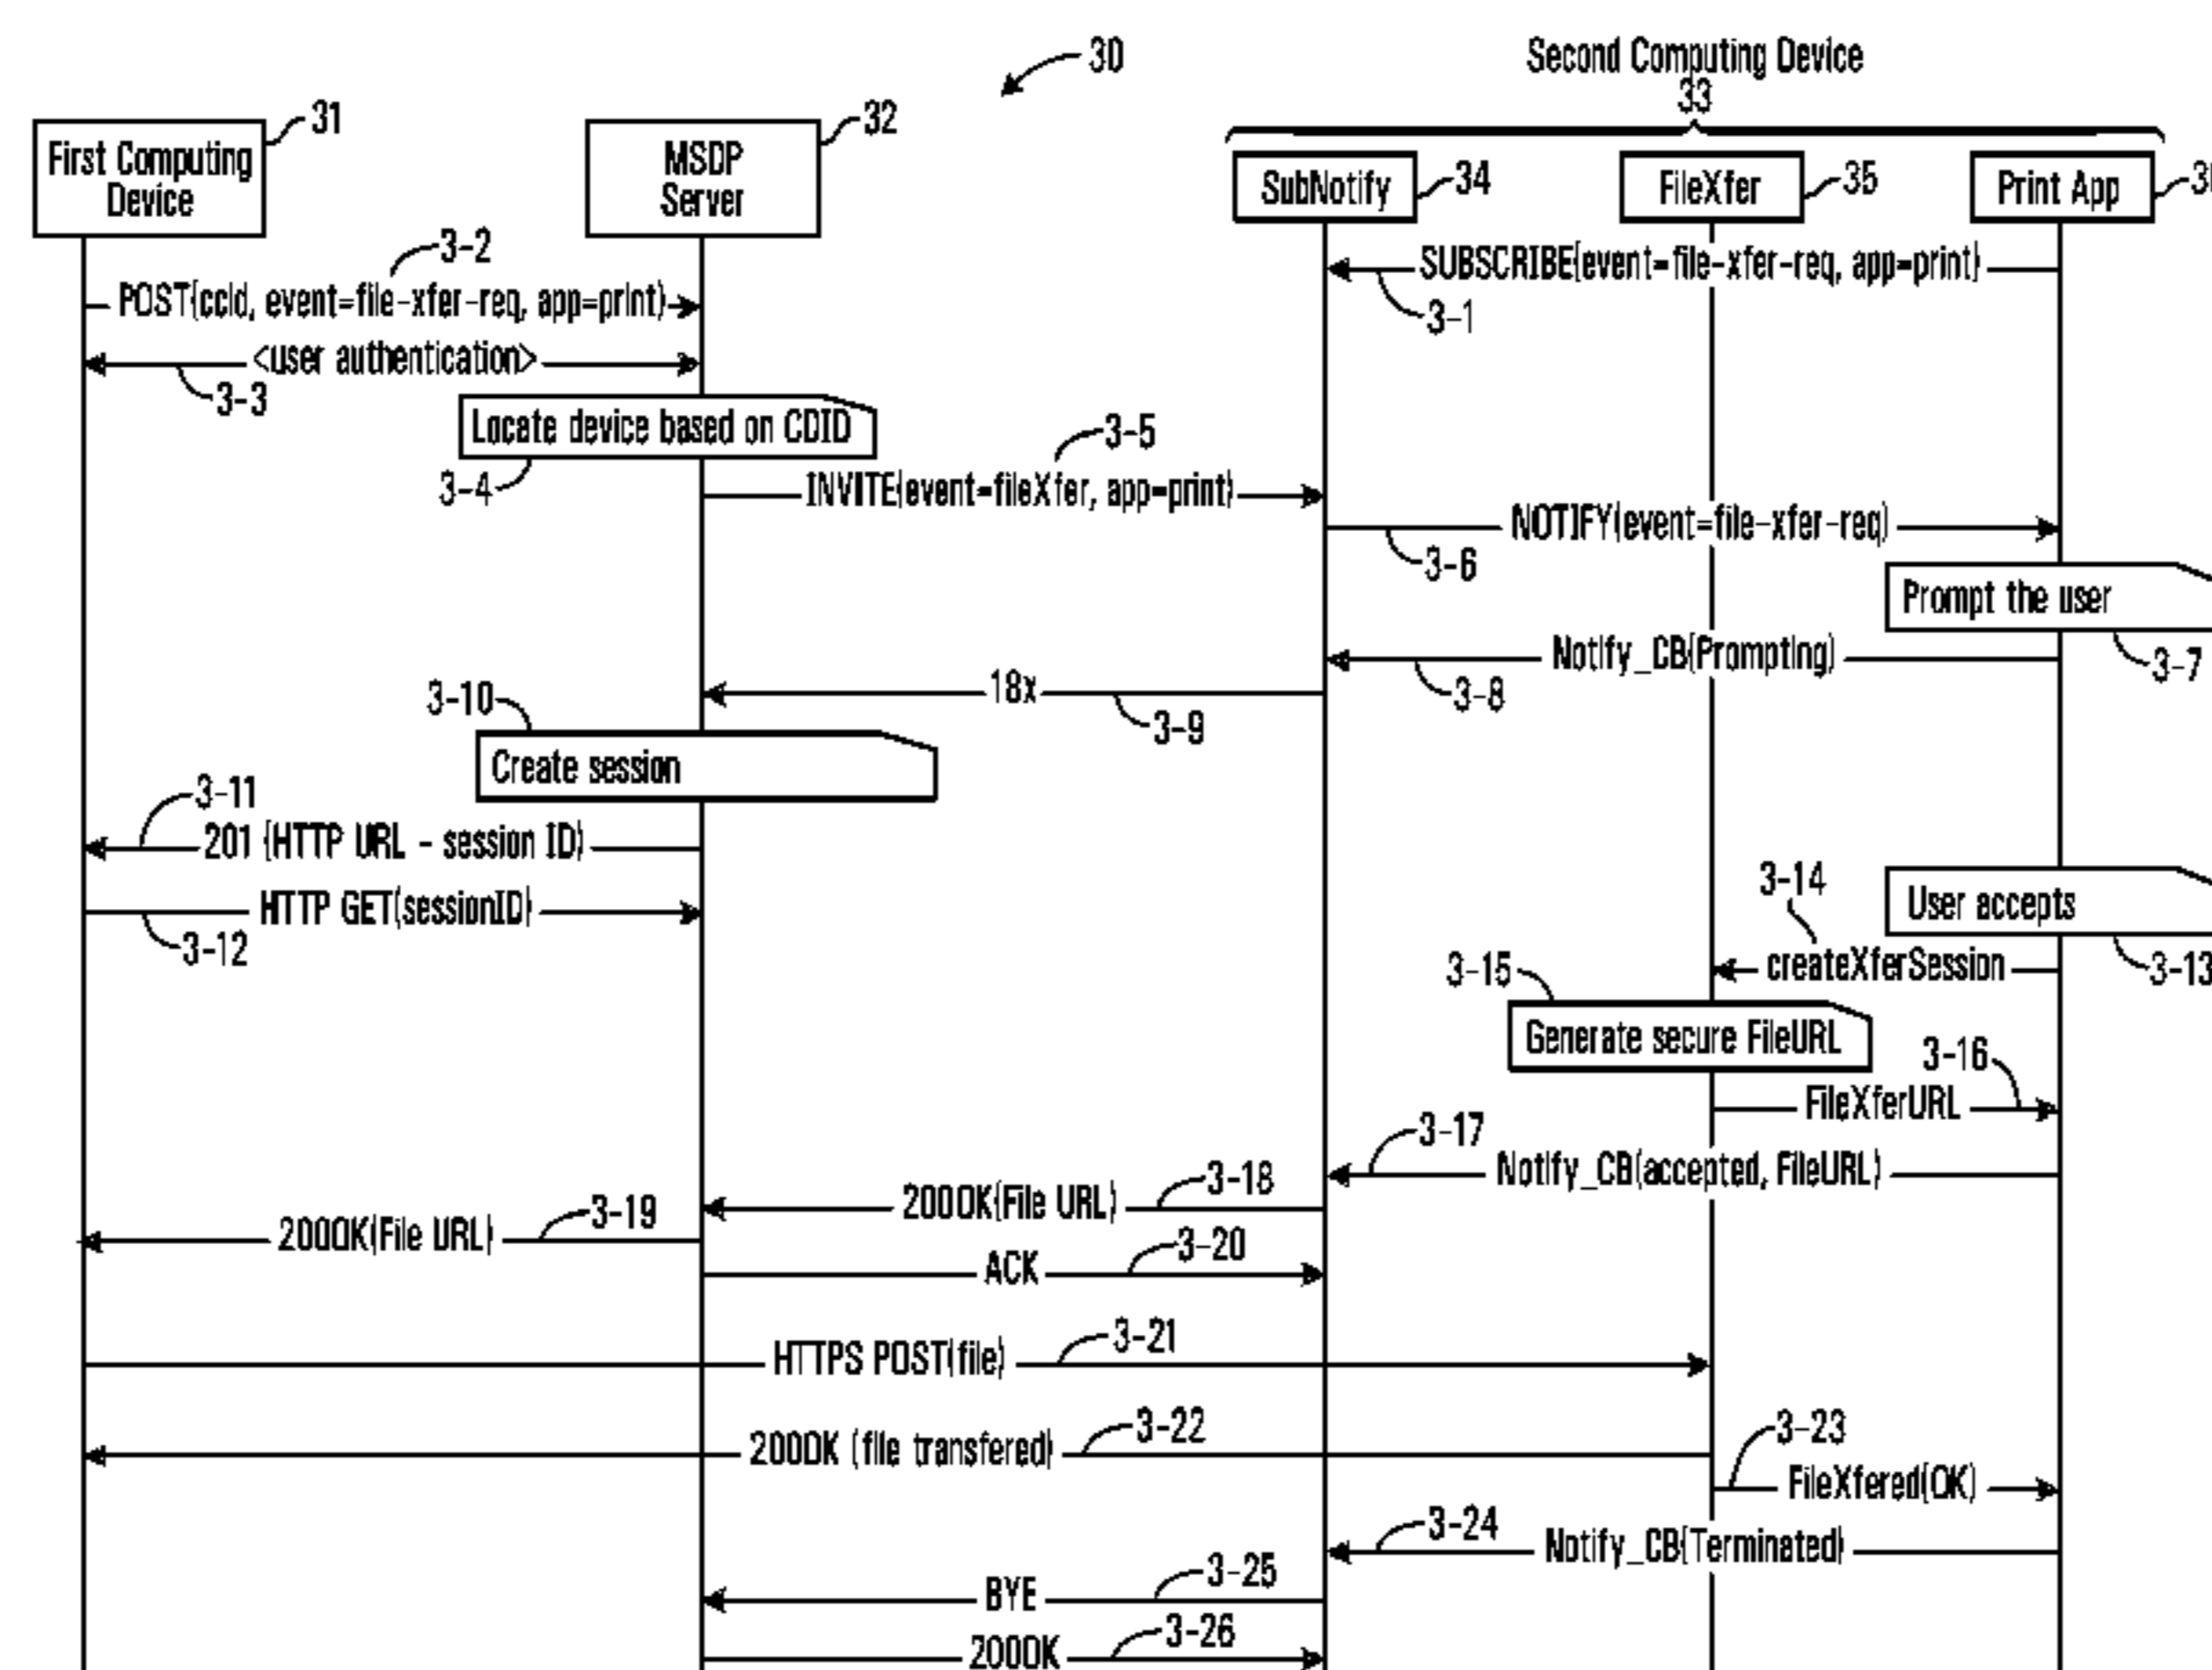 30
Second Computing Device
33
31
First Computing
Device
32
MSDP
Server
SubNotify
34
FileXfer
35
Print App
3-2
POST(ccid, event=file-xfer-req, app=print)
SUBSCRIBE(event=file-xfer-req, app=print)
3-1
<user authentication>
3-3
Locate device based on CDID
3-4
3-5
INVITE(event=fileXfer, app=print)
NOTIFY(event=file-xfer-req)
3-6
Prompt the user
3-7
Notify_CB(Prompting)
3-8
18x
3-9
3-10
Create session
3-11
201 (HTTP URL - session ID)
HTTP GET(sessionID)
3-12
User accepts
3-13
3-14
createXferSession
3-15
Generate secure FileURL
3-16
FileXferURL
3-17
Notify_CB(accepted, FileURL)
3-18
200OK(File URL)
3-19
200OK(File URL)
3-20
ACK
3-21
HTTPS POST(file)
3-22
200OK (file transfered)
3-23
FileXfered(OK)
3-24
Notify_CB(Terminated)
3-25
BYE
3-26
200OK